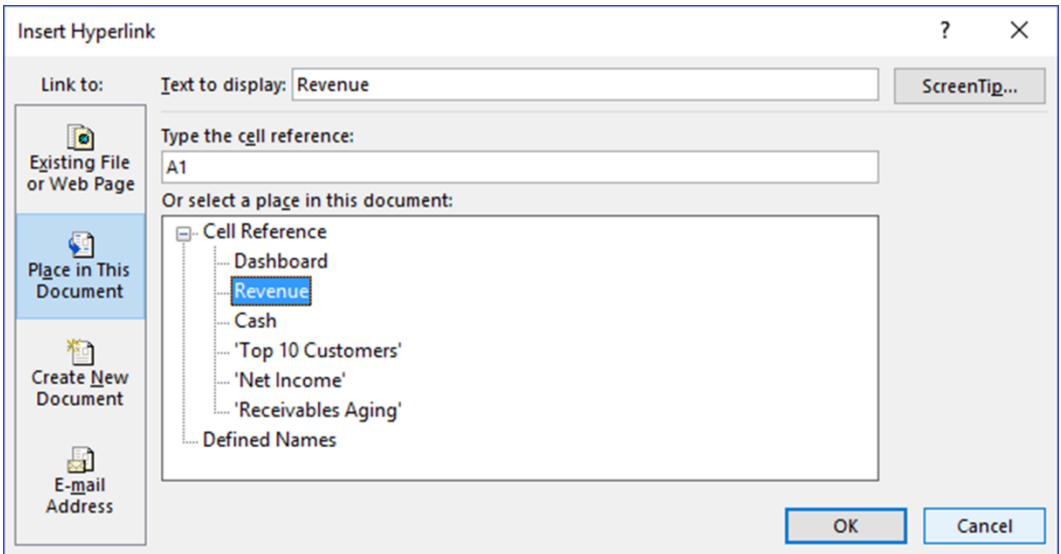 Insert Hyperlink
?
Link to:
Text to display: Revenue
ScreenTip...
Existing File
or Web Page
Place in This
Document
Create New
Document
E-mail
Address
Type the cell reference:
A1
Or select a place in this document:
Cell Reference
Dashboard
Revenue
Cash
'Top 10 Customers'
'Net Income'
'Receivables Aging'
Defined Names
OK
Cancel